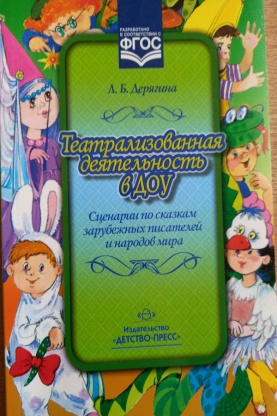 РАЗРАБОТАНО
В СООТВЕТСТВИИ С
ФГОС
Л. Б. Дерягина
Театрализованная
деятельность
в ДОУ
Сценарии по сказкам
зарубежных писателей
и народов мира
Издательство
«ДЕТСТВО-ПРЕСС»